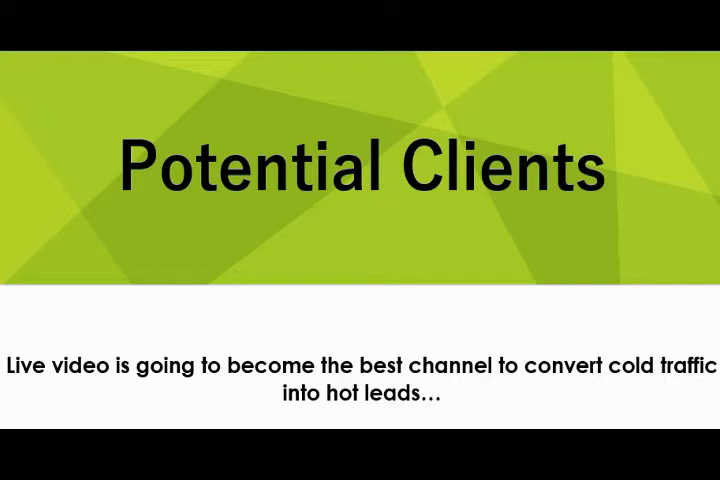 Potential Clients
Live video is going to become the best channel to convert cold traffic
into hot leads…